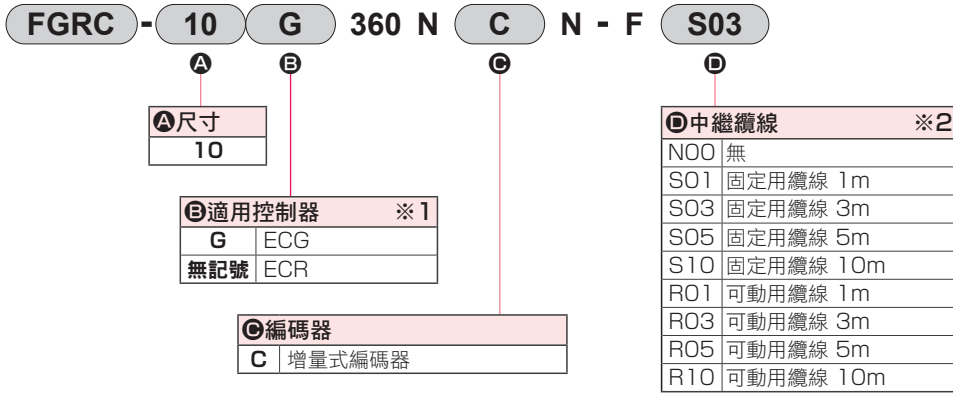 FGRC - 10 G 360 N C N - F S03
Ⓐ Ⓑ Ⓒ Ⓓ
Ⓐ尺寸
10
Ⓑ適用控制器 ※1
G ECG
無記號 ECR
Ⓒ編碼器
C 增量式編碼器
Ⓓ中繼纜線 ※2
N00 無
S01 固定用纜線 1m
S03 固定用纜線 3m
S05 固定用纜線 5m
S10 固定用纜線 10m
R01 可動用纜線 1m
R03 可動用纜線 3m
R05 可動用纜線 5m
R10 可動用纜線 10m